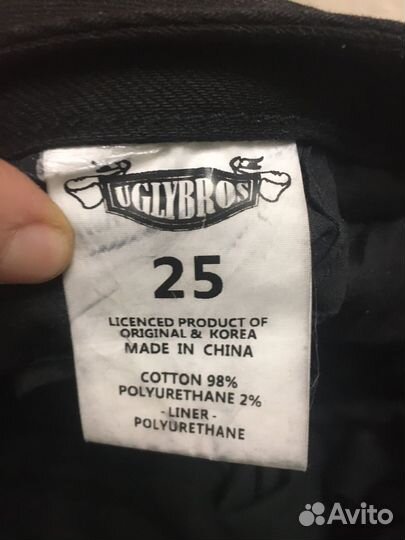 UGLYBROS
25
LICENCED PRODUCT OF
ORIGINAL & KOREA
MADE IN CHINA
COTTON 98%
POLYURETHANE 2%
- LINER -
POLYURETHANE
Avito